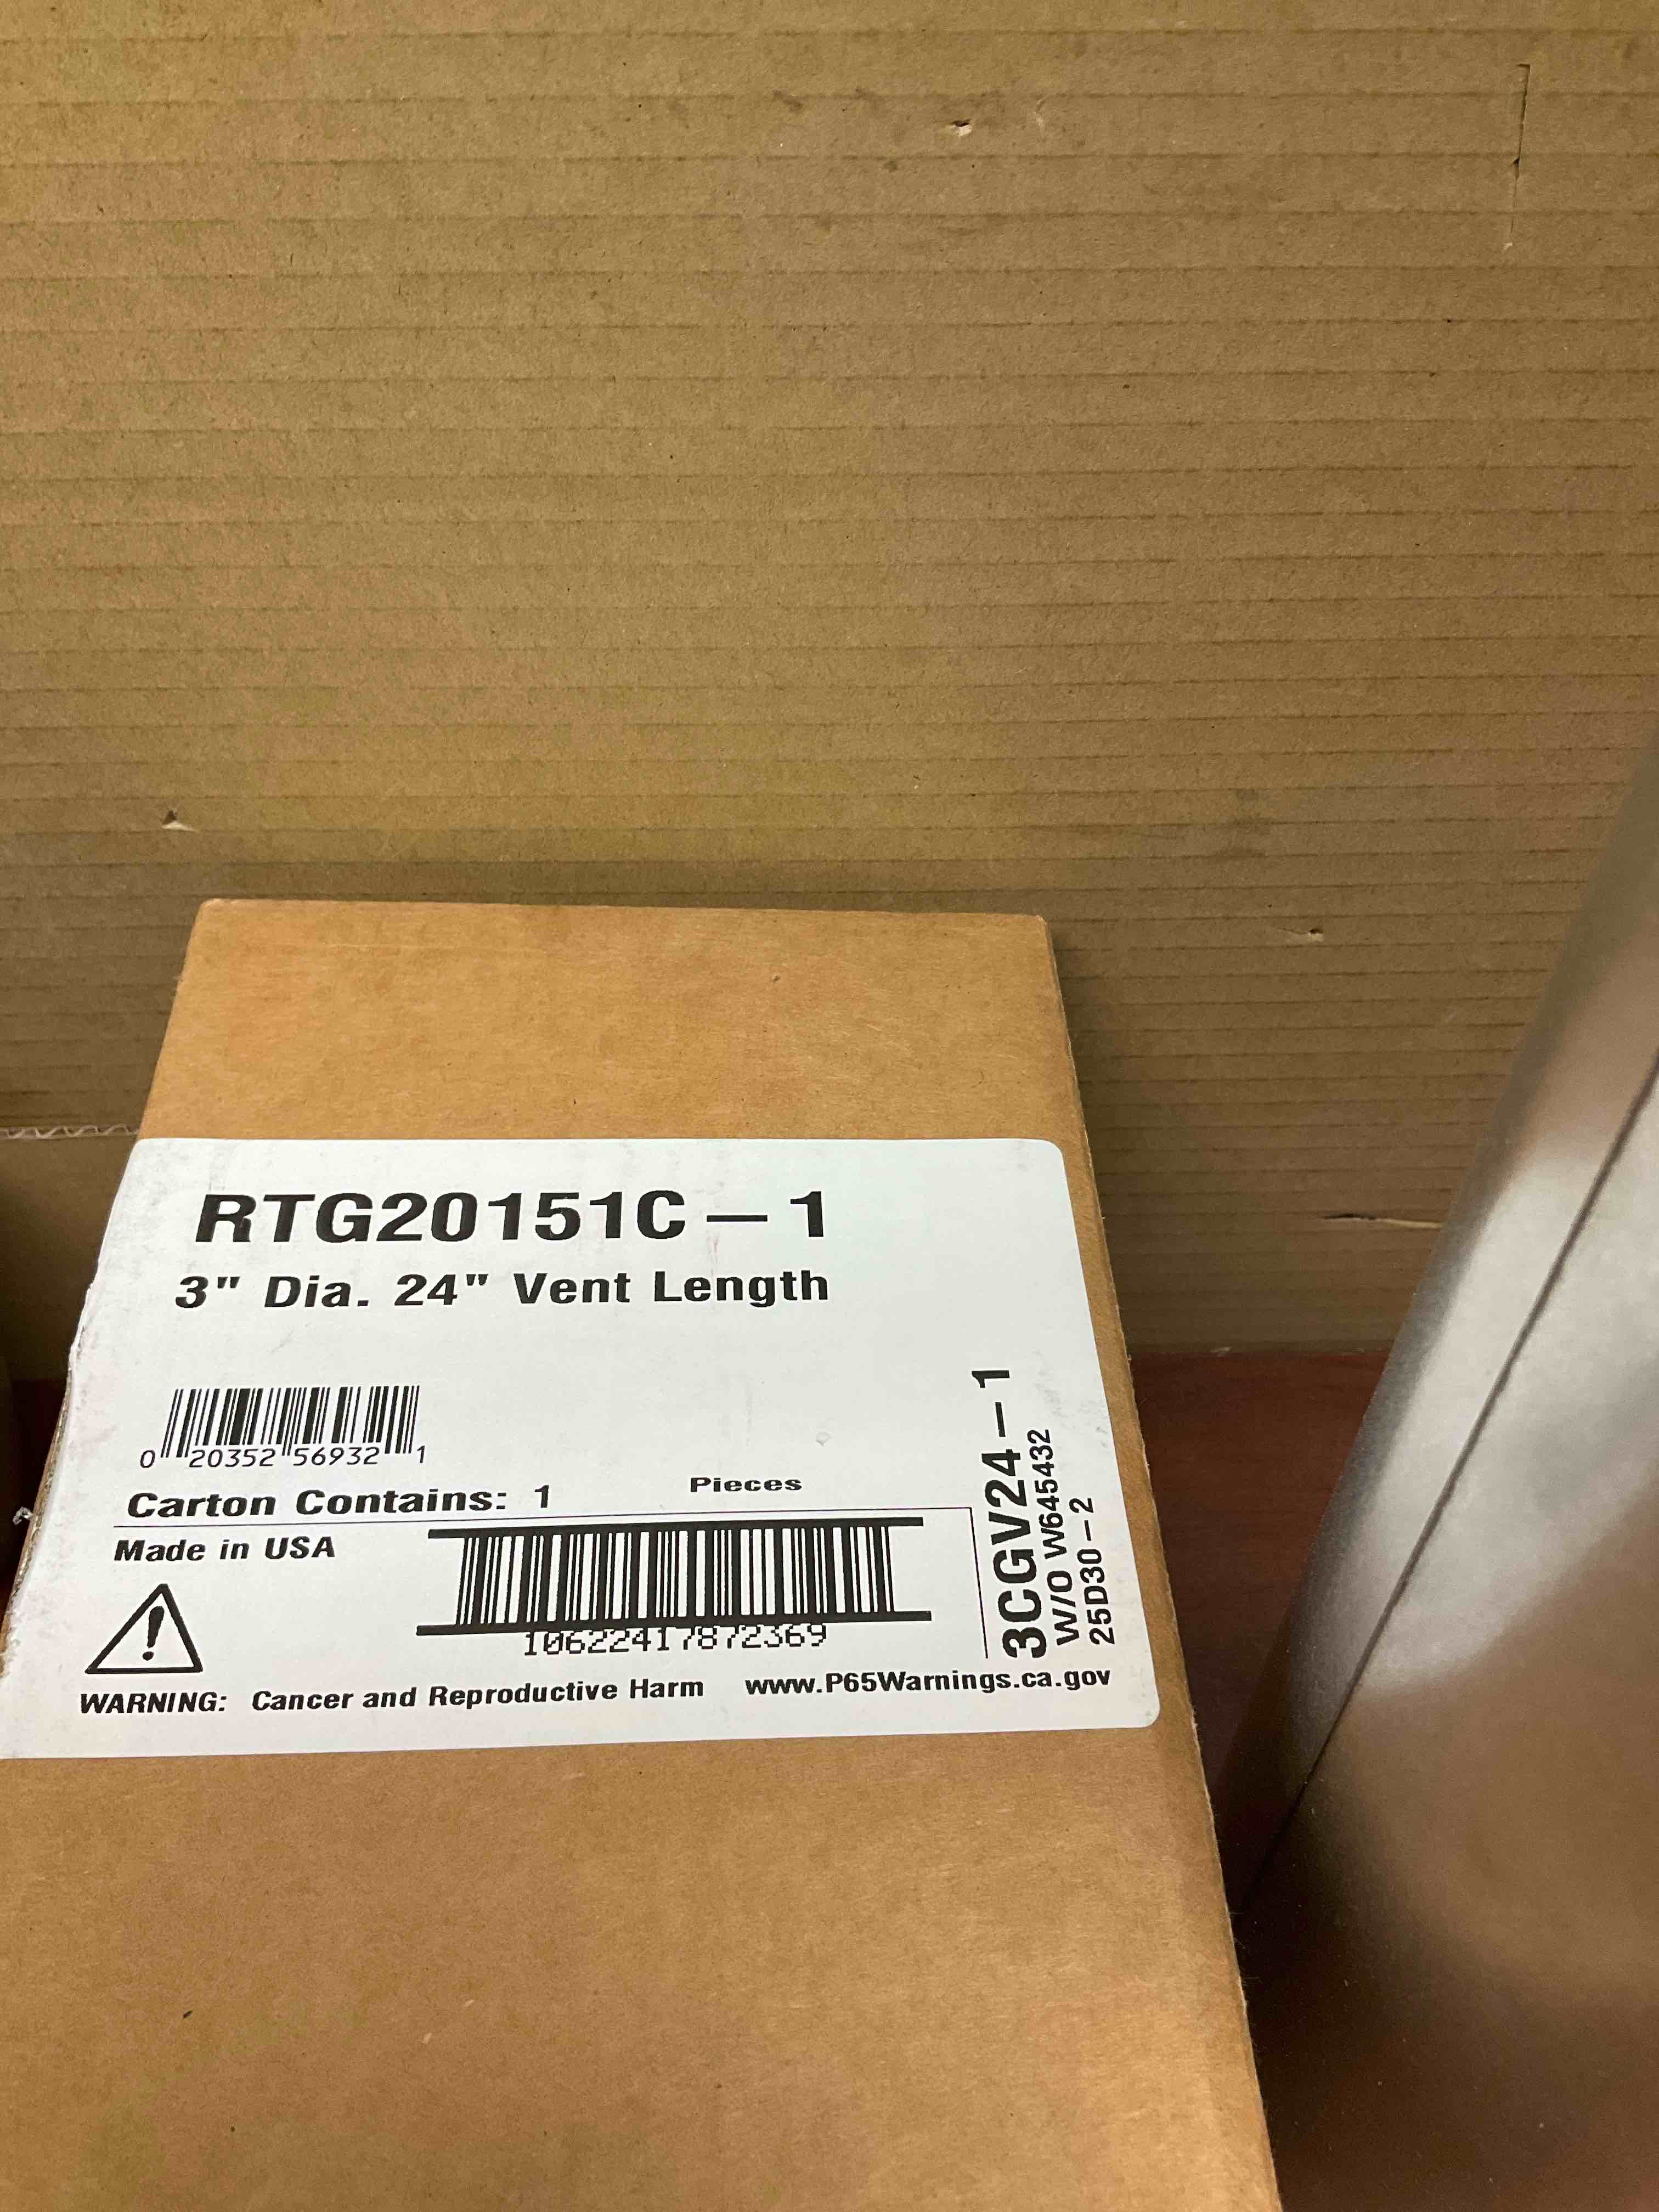 RTG20151C – 1
3" Dia. 24" Vent Length
0 20352 56932 1
Carton Contains: 1 Pieces
Made in USA
10622417872369
WARNING: Cancer and Reproductive Harm www.P65Warnings.ca.gov
3CGV24 – 1
W/O W645432
25D30 – 2